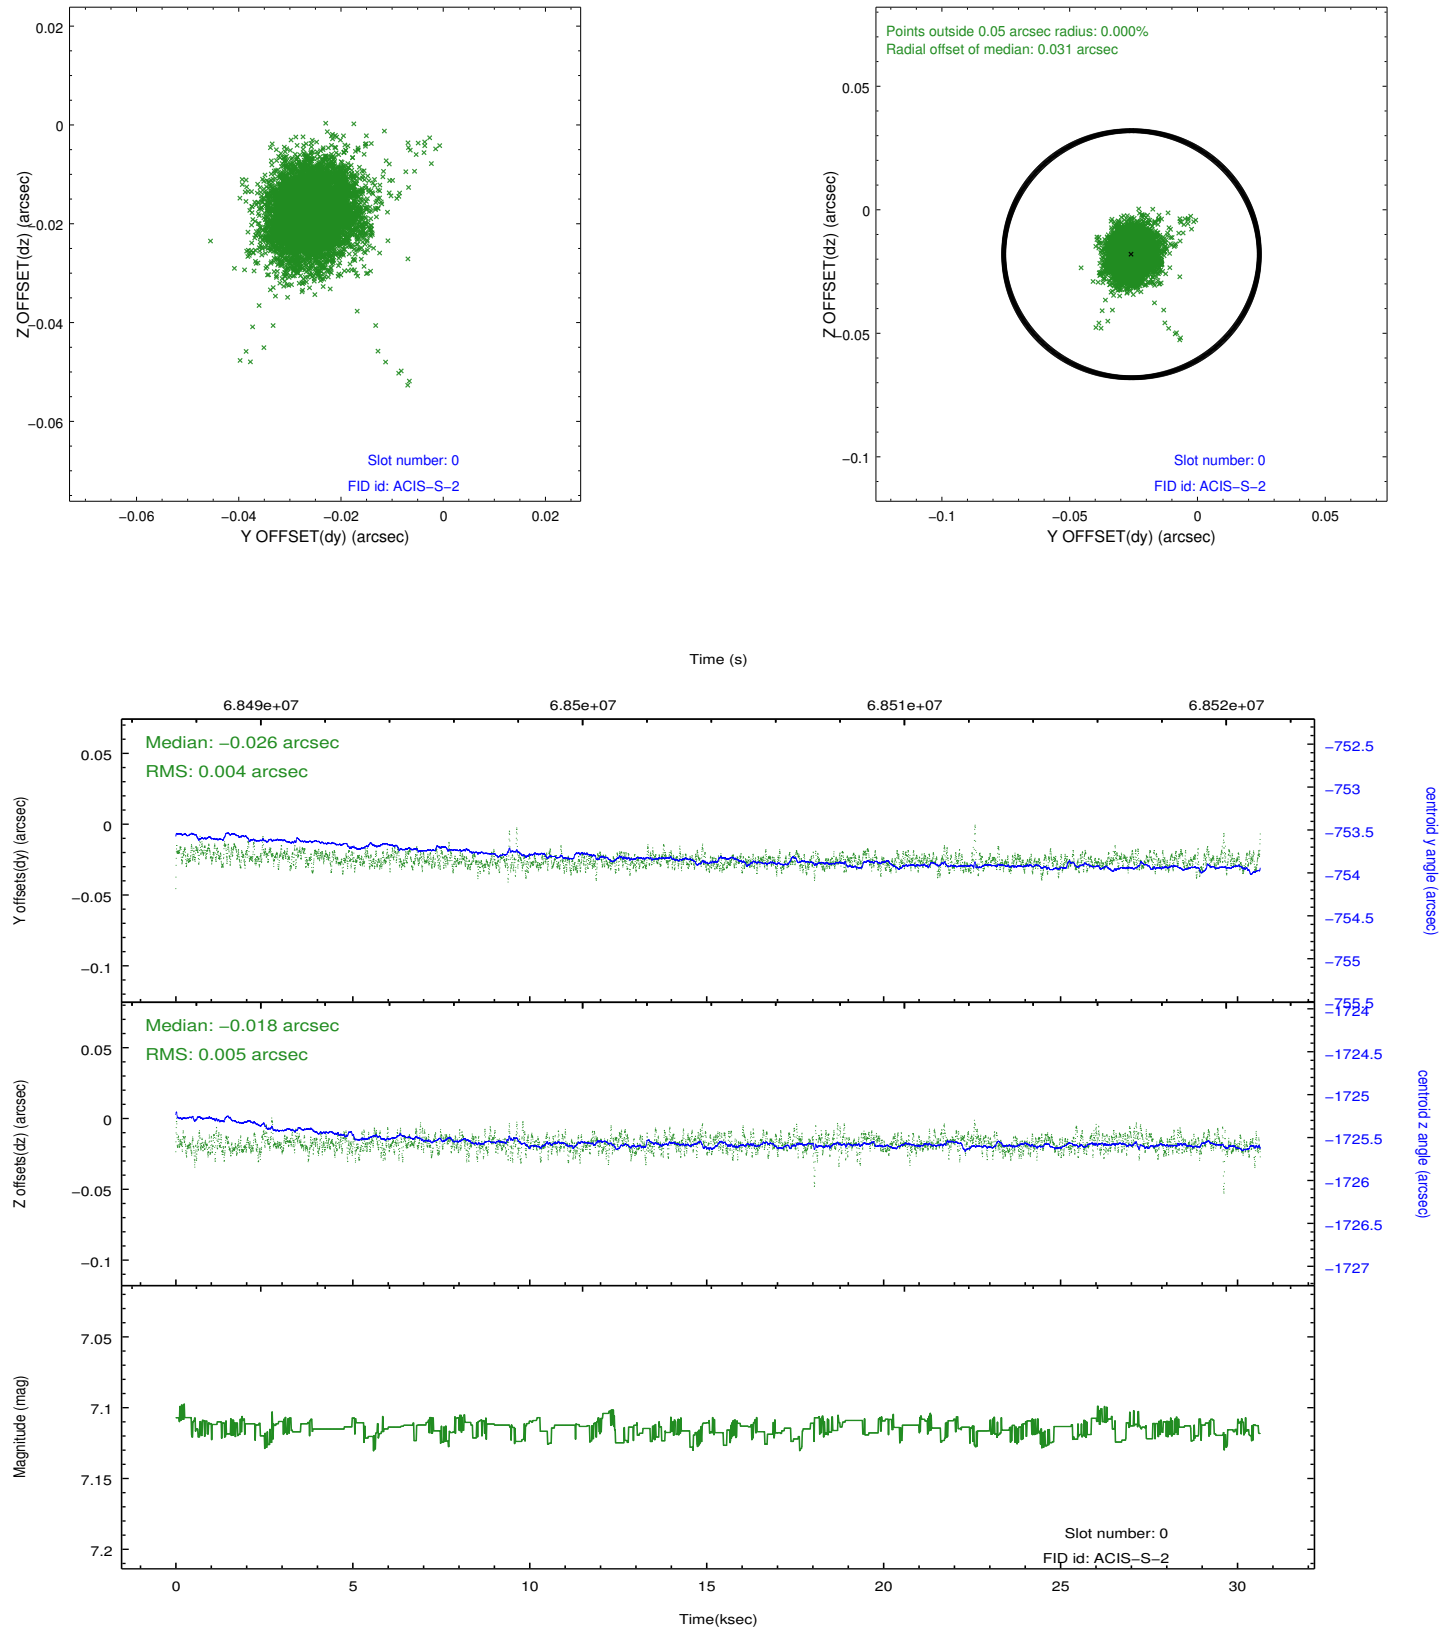 0.02
0
−0.02
−0.04
−0.06
Z OFFSET(dz) (arcsec)
Slot number: 0
FID id: ACIS−S−2
−0.06
−0.04
−0.02
0
0.02
Y OFFSET(dy) (arcsec)
Points outside 0.05 arcsec radius: 0.000%
Radial offset of median: 0.031 arcsec
0.05
0
−0.05
−0.1
Z OFFSET(dz) (arcsec)
Slot number: 0
FID id: ACIS−S−2
−0.1
−0.05
0
0.05
Y OFFSET(dy) (arcsec)
Time (s)
6.849e+07
6.85e+07
6.851e+07
6.852e+07
Median: −0.026 arcsec
RMS: 0.004 arcsec
0.05
0
−0.05
−0.1
Y offsets(dy) (arcsec)
−752.5
−753
−753.5
−754
−754.5
−755
−755.5
centroid y angle (arcsec)
Median: −0.018 arcsec
RMS: 0.005 arcsec
0.05
0
−0.05
−0.1
Z offsets(dz) (arcsec)
−1724
−1724.5
−1725
−1725.5
−1726
−1726.5
−1727
centroid z angle (arcsec)
7.05
7.1
7.15
7.2
Magnitude (mag)
Slot number: 0
FID id: ACIS−S−2
0
5
10
15
20
25
30
Time(ksec)